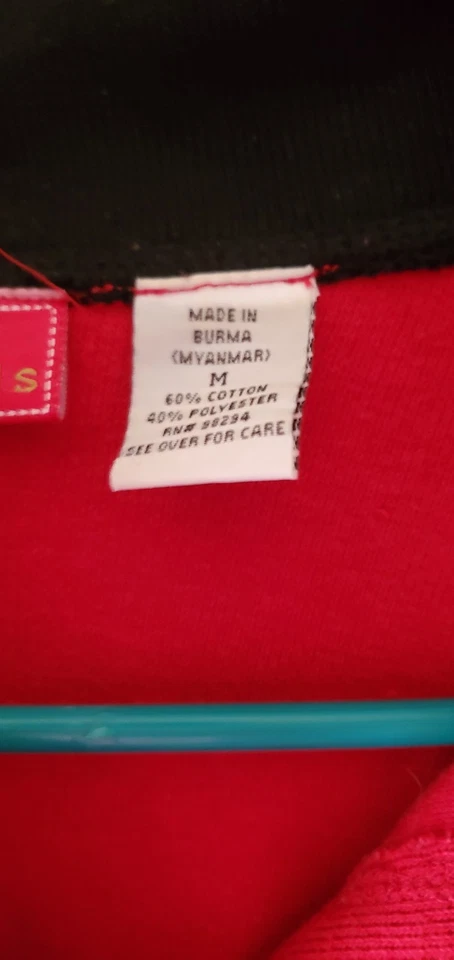 MADE IN
BURMA
(MYANMAR)
M
60% COTTON
40% POLYESTER
RN# 98294
SEE OVER FOR CARE
S